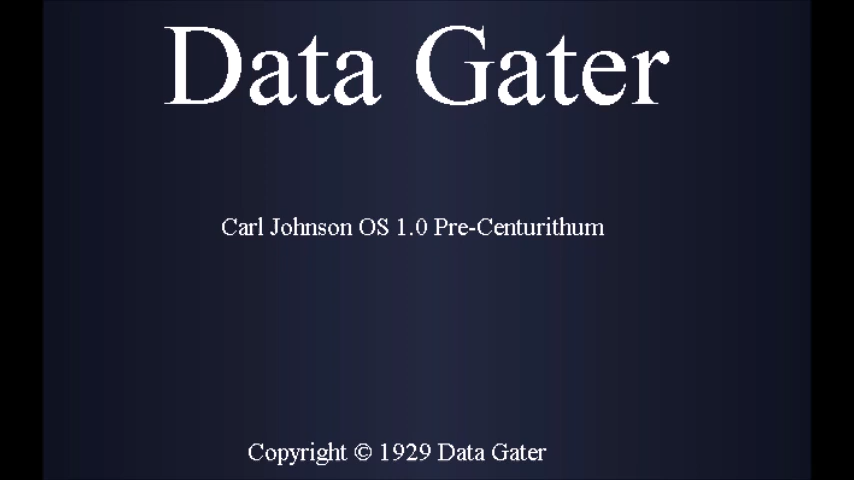 Data Gater
Carl Johnson OS 1.0 Pre-Centurithum
Copyright © 1929 Data Gater